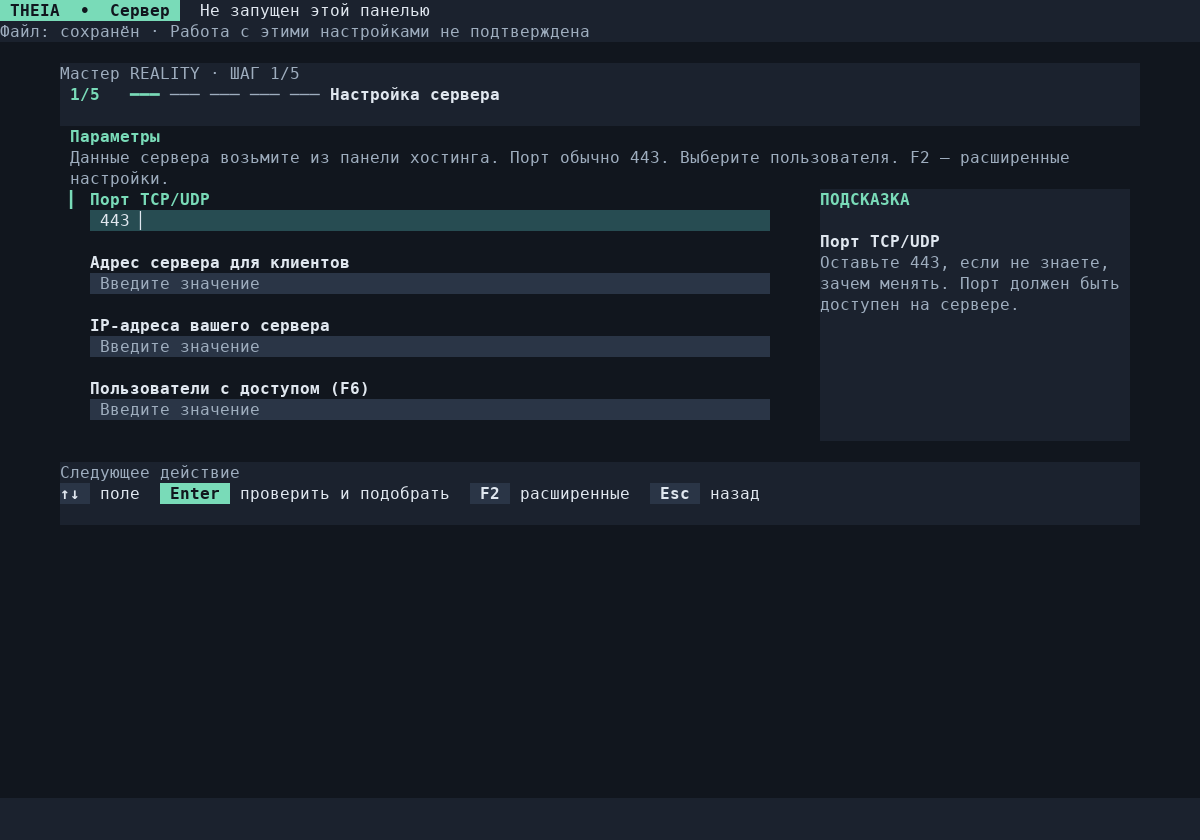 THEIA • Сервер Не запущен этой панелью
Файл: сохранён · Работа с этими настройками не подтверждена
Мастер REALITY · ШАГ 1/5
1/5 ━━━ ─── ─── ─── ─── Настройка сервера
Параметры
Данные сервера возьмите из панели хостинга. Порт обычно 443. Выберите пользователя. F2 — расширенные
настройки.
Порт TCP/UDP
443
Адрес сервера для клиентов
Введите значение
IP-адреса вашего сервера
Введите значение
Пользователи с доступом (F6)
Введите значение
ПОДСКАЗКА
Порт TCP/UDP
Оставьте 443, если не знаете,
зачем менять. Порт должен быть
доступен на сервере.
Следующее действие
↑↓ поле Enter проверить и подобрать F2 расширенные Esc назад